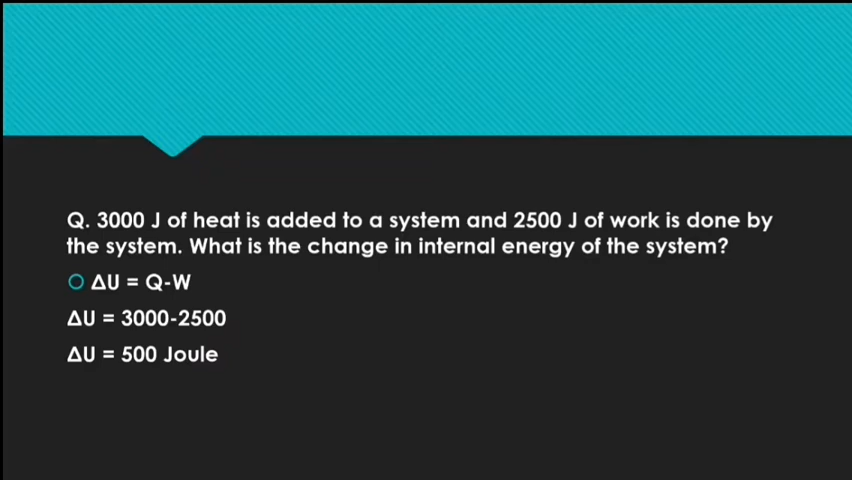 Q. 3000 J of heat is added to a system and 2500 J of work is done by
the system. What is the change in internal energy of the system?
ΔU = Q-W
ΔU = 3000-2500
ΔU = 500 Joule